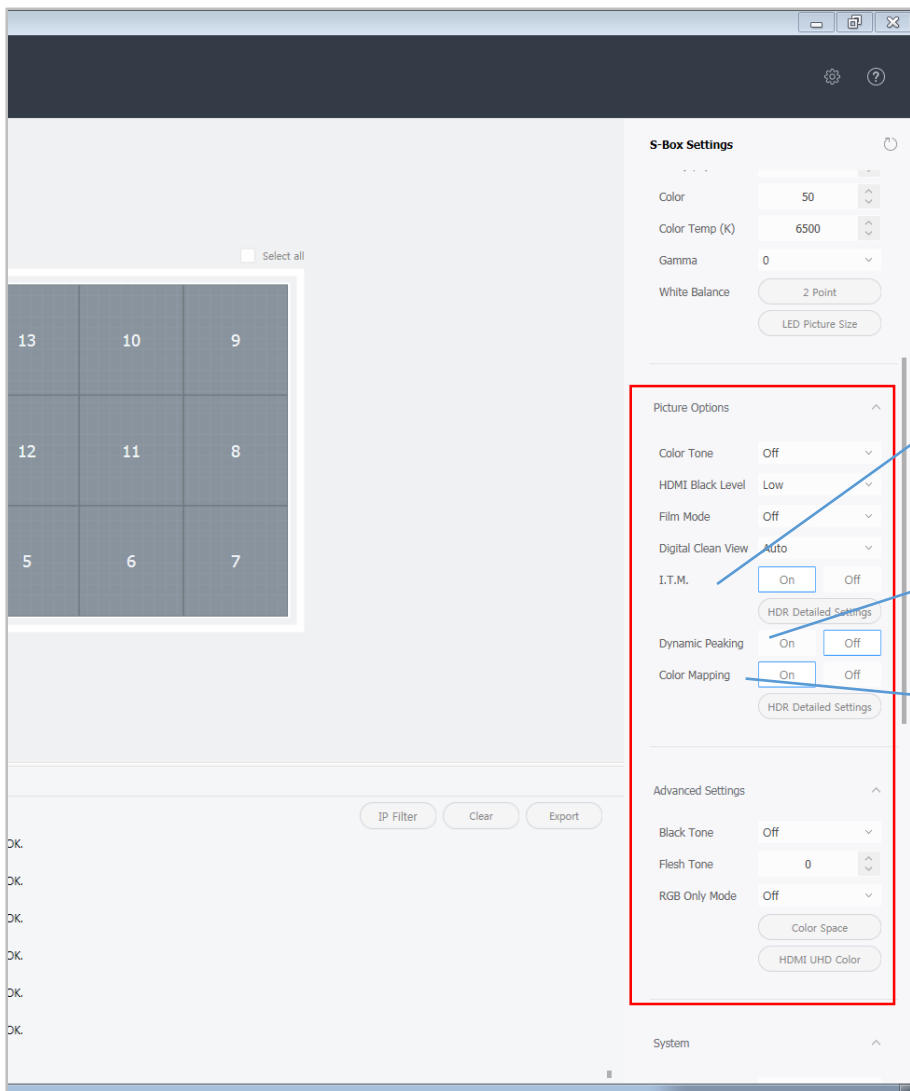 S-Box Settings
Color 50
Color Temp (K) 6500
Select all
Gamma 0
White Balance 2 Point
LED Picture Size
13 10 9
Picture Options
12 11 8
Color Tone Off
HDMI Black Level Low
Film Mode Off
Digital Clean View Auto
5 6 7
I.T.M. On Off
HDR Detailed Settings
Dynamic Peaking On Off
Color Mapping On Off
HDR Detailed Settings
Advanced Settings
IP Filter Clear Export
Black Tone Off
OK.
Flesh Tone 0
OK.
RGB Only Mode Off
OK.
Color Space
OK.
HDMI UHD Color
OK.
OK.
System